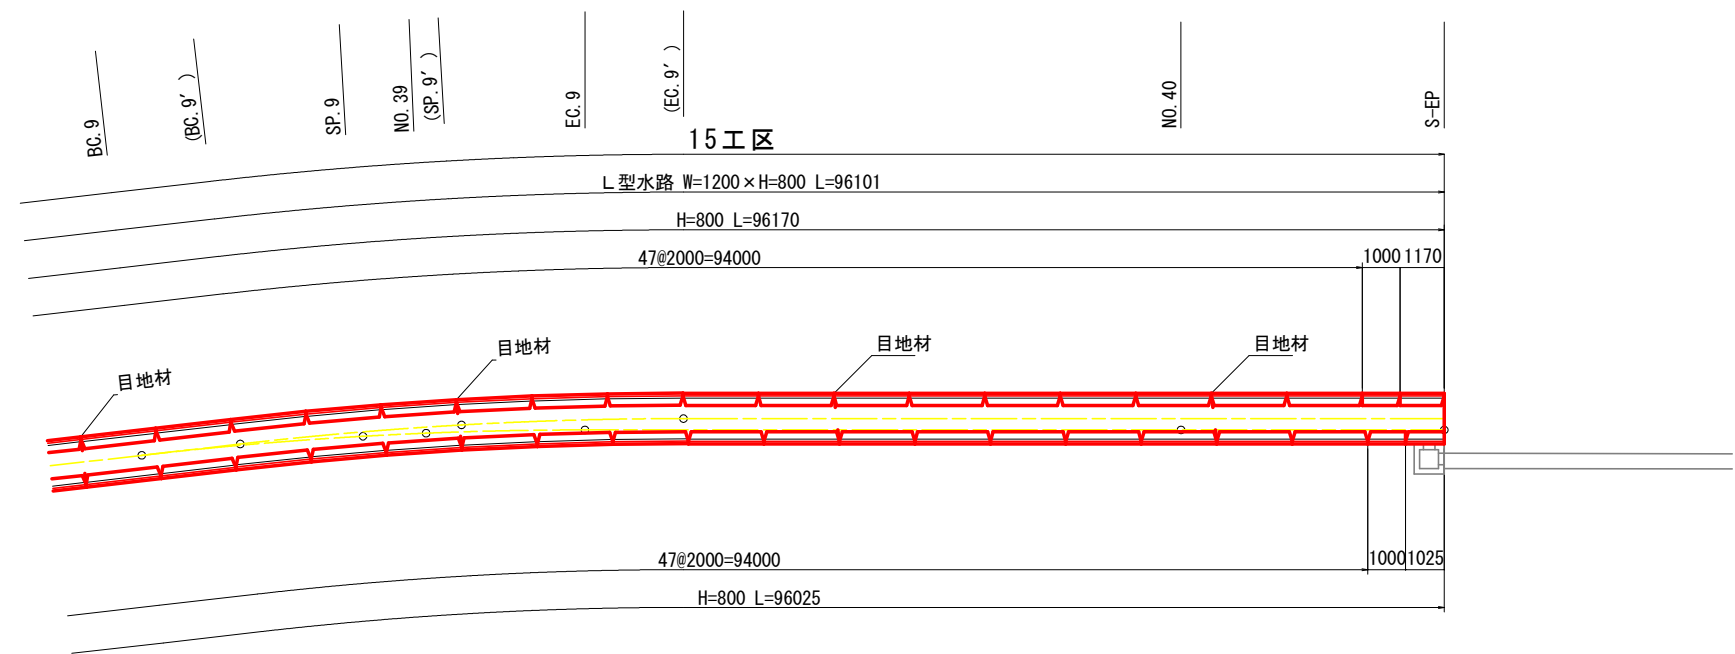 BC.9
(BC.9′)
SP.9
NO.39
(SP.9′)
EC.9
(EC.9′)
NO.40
S-EP
15工区
L型水路 W=1200×H=800 L=96101
H=800 L=96170
47@2000=94000
1000
1170
目地材
目地材
目地材
目地材
47@2000=94000
1000
1025
H=800 L=96025